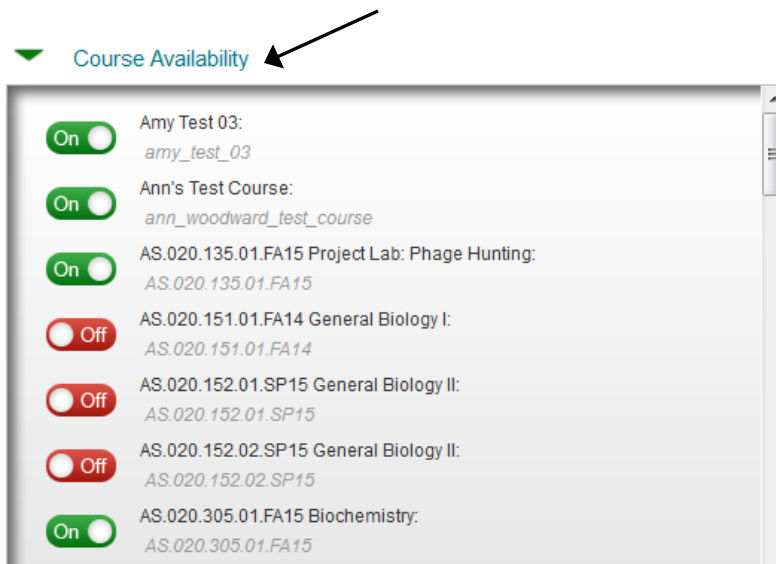 Course Availability
On
Amy Test 03:
amy_test_03
On
Ann's Test Course:
ann_woodward_test_course
On
AS.020.135.01.FA15 Project Lab: Phage Hunting:
AS.020.135.01.FA15
Off
AS.020.151.01.FA14 General Biology I:
AS.020.151.01.FA14
Off
AS.020.152.01.SP15 General Biology II:
AS.020.152.01.SP15
Off
AS.020.152.02.SP15 General Biology II:
AS.020.152.02.SP15
On
AS.020.305.01.FA15 Biochemistry:
AS.020.305.01.FA15